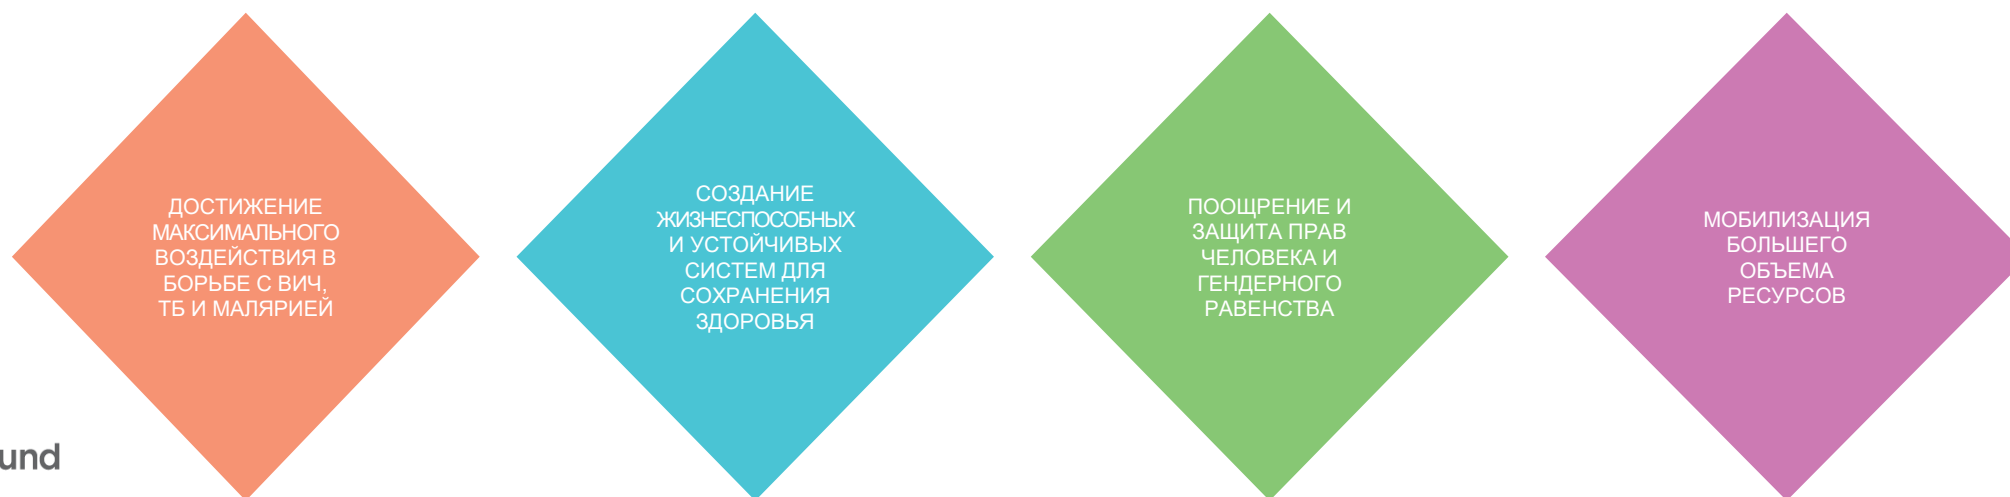 ДОСТИЖЕНИЕ
МАКСИМАЛЬНОГО
ВОЗДЕЙСТВИЯ В
БОРЬБЕ С ВИЧ,
ТБ И МАЛЯРИЕЙ
СОЗДАНИЕ
ЖИЗНЕСПОСОБНЫХ
И УСТОЙЧИВЫХ
СИСТЕМ ДЛЯ
СОХРАНЕНИЯ
ЗДОРОВЬЯ
ПООЩРЕНИЕ И
ЗАЩИТА ПРАВ
ЧЕЛОВЕКА И
ГЕНДЕРНОГО
РАВЕНСТВА
МОБИЛИЗАЦИЯ
БОЛЬШЕГО
ОБЪЕМА
РЕСУРСОВ
und